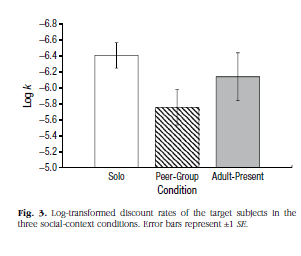 -6.8
-6.6
-6.4
-6.2
-6.0
-5.8
-5.6
-5.4
-5.2
-5.0
Log k
Solo Peer-Group Adult-Present
Condition
Fig. 3. Log-transformed discount rates of the target subjects in the
three social-context conditions. Error bars represent ±1 SE.